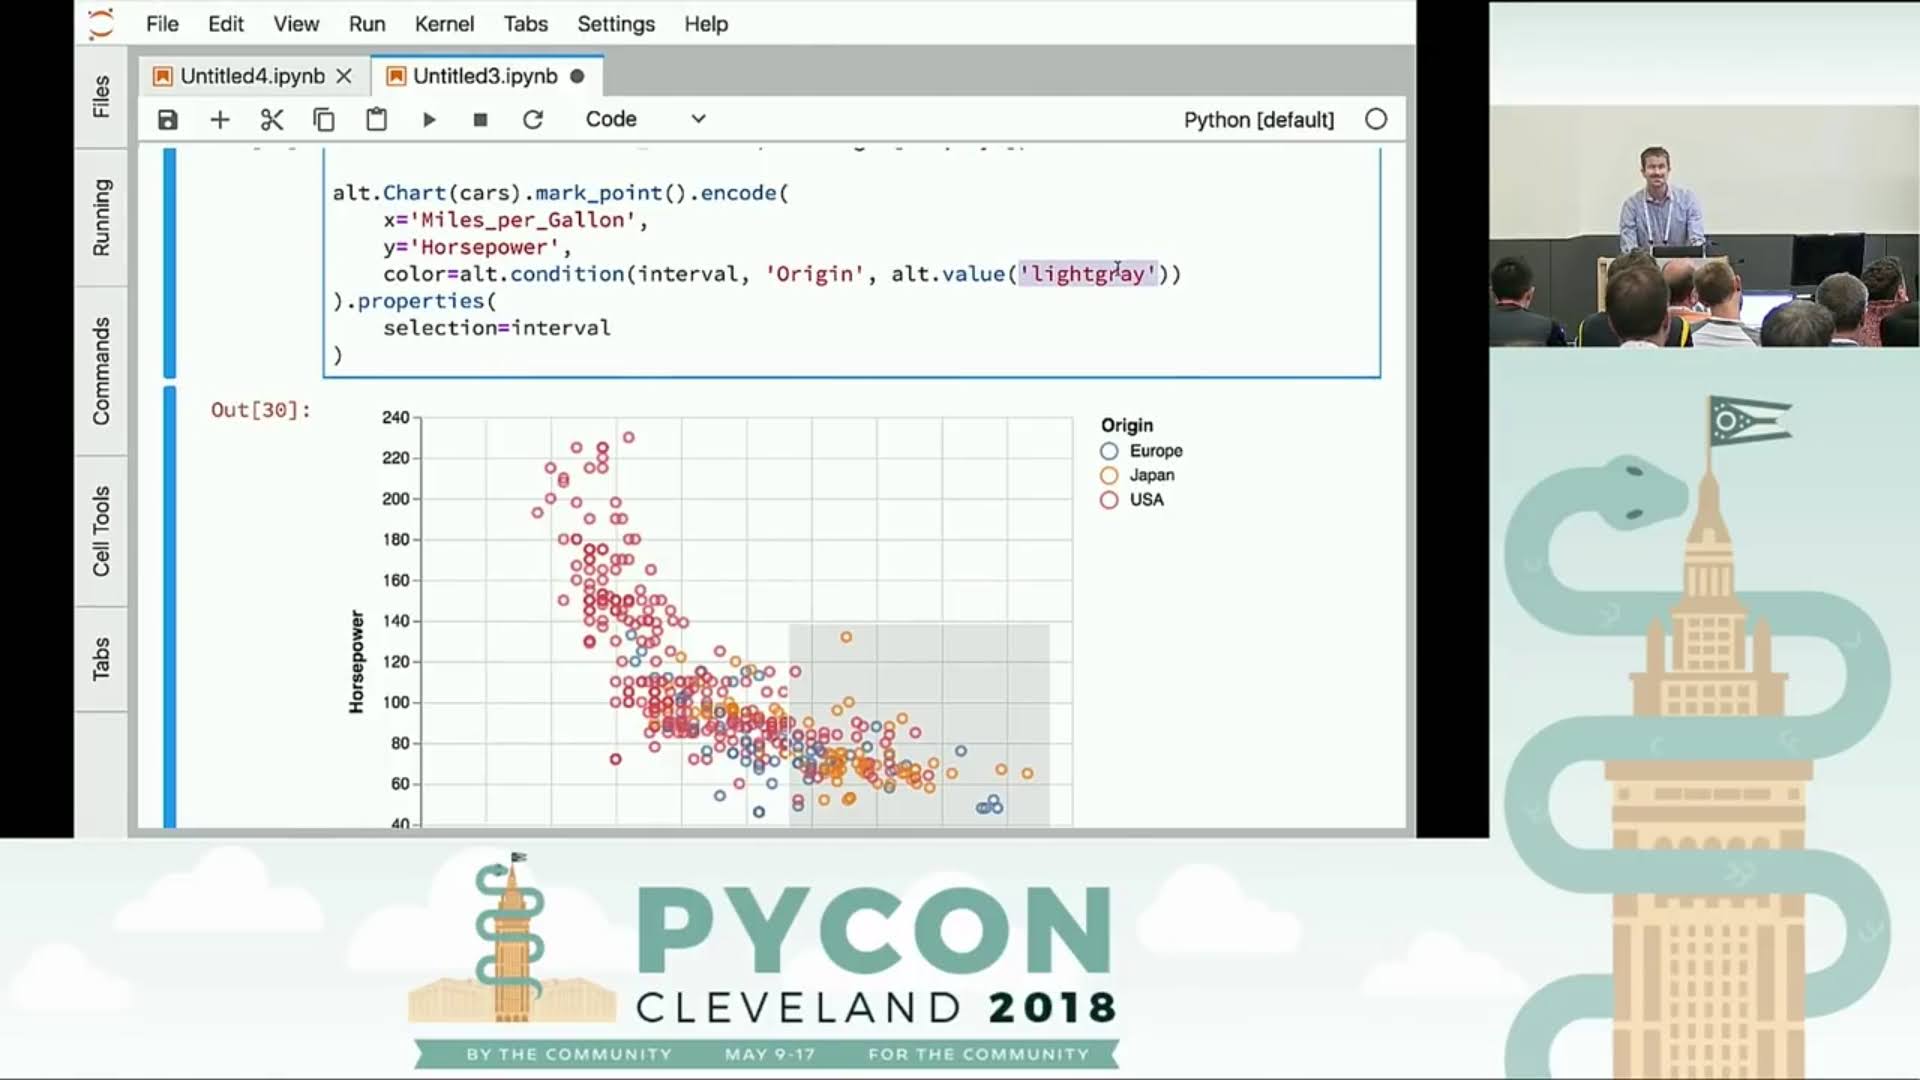 File Edit View Run Kernel Tabs Settings Help
Untitled4.ipynb
Untitled3.ipynb
Code
Python [default]
Files
Running
Commands
Cell Tools
Tabs
alt.Chart(cars).mark_point().encode(
x='Miles_per_Gallon',
y='Horsepower',
color=alt.condition(interval, 'Origin', alt.value('lightgray'))
).properties(
selection=interval
)
Out[30]:
240
220
200
180
160
140
120
100
80
60
40
Horsepower
Origin
Europe
Japan
USA
PYCON
CLEVELAND 2018
BY THE COMMUNITY MAY 9-17 FOR THE COMMUNITY